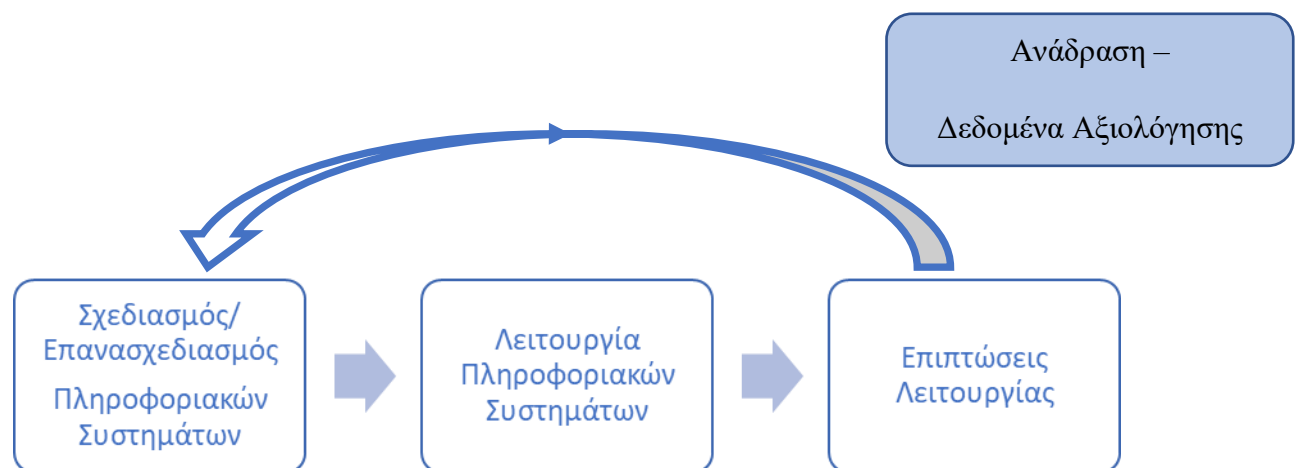 Ανάδραση –
Δεδομένα Αξιολόγησης
Σχεδιασμός/
Επανασχεδιασμός
Πληροφοριακών
Συστημάτων
Λειτουργία
Πληροφοριακών
Συστημάτων
Επιπτώσεις
Λειτουργίας